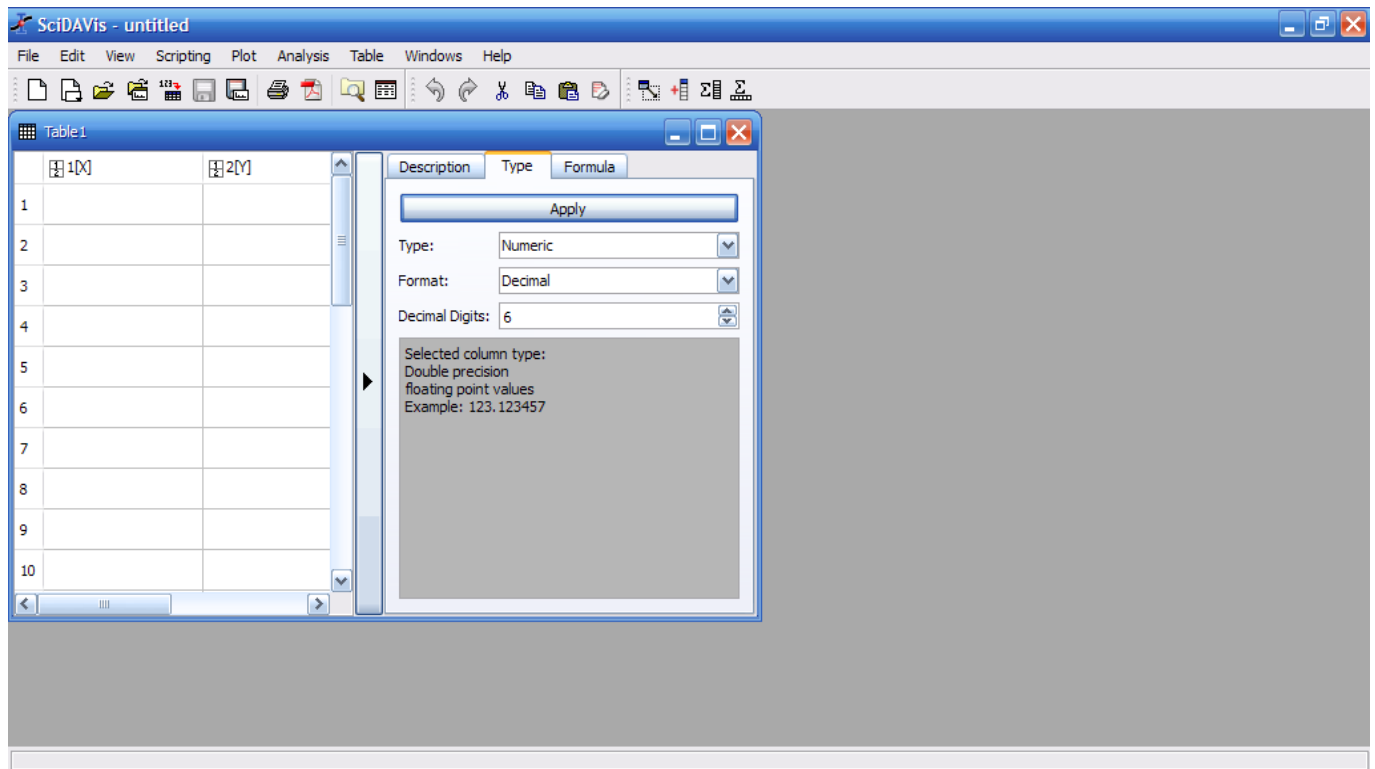 SciDAVis - untitled
File Edit View Scripting Plot Analysis Table Windows Help
Table1
1[X] 2[Y]
Description Type Formula
Apply
Type: Numeric
Format: Decimal
Decimal Digits: 6
Selected column type:
Double precision
floating point values
Example: 123.123457
1
2
3
4
5
6
7
8
9
10